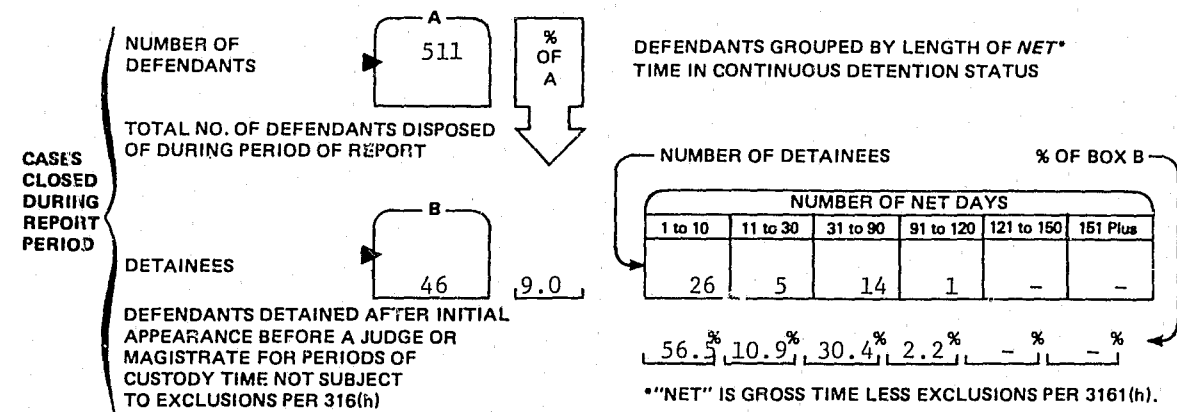 CASES
CLOSED
DURING
REPORT
PERIOD
NUMBER OF
DEFENDANTS
A
511
%
OF
A
TOTAL NO. OF DEFENDANTS DISPOSED
OF DURING PERIOD OF REPORT
DETAINEES
B
46
9.0
DEFENDANTS DETAINED AFTER INITIAL
APPEARANCE BEFORE A JUDGE OR
MAGISTRATE FOR PERIODS OF
CUSTODY TIME NOT SUBJECT
TO EXCLUSIONS PER 316(h)
DEFENDANTS GROUPED BY LENGTH OF NET*
TIME IN CONTINUOUS DETENTION STATUS
NUMBER OF DETAINEES % OF BOX B
NUMBER OF NET DAYS
1 to 10 11 to 30 31 to 90 91 to 120 121 to 150 151 Plus
26 5 14 1 – –
56.5% 10.9% 30.4% 2.2% –% –%
*"NET" IS GROSS TIME LESS EXCLUSIONS PER 3161(h).